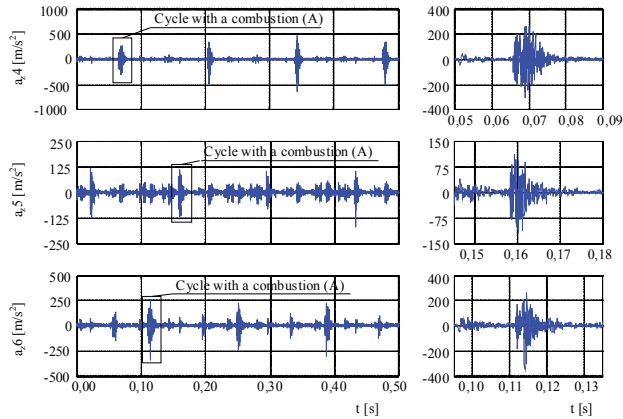 1000
500
0
-500
-1000
a_z4 [m/s²]
Cycle with a combustion (A)
400
200
0
-200
-400
0,05 0,06 0,07 0,08 0,09
250
125
0
-125
-250
a_z5 [m/s²]
Cycle with a combustion (A)
150
75
0
-75
-150
0,15 0,16 0,17 0,18
500
250
0
-250
-500
a_z6 [m/s²]
Cycle with a combustion (A)
0,00 0,10 0,20 0,30 0,40 0,50
t [s]
400
200
0
-200
-400
0,10 0,11 0,12 0,13
t [s]